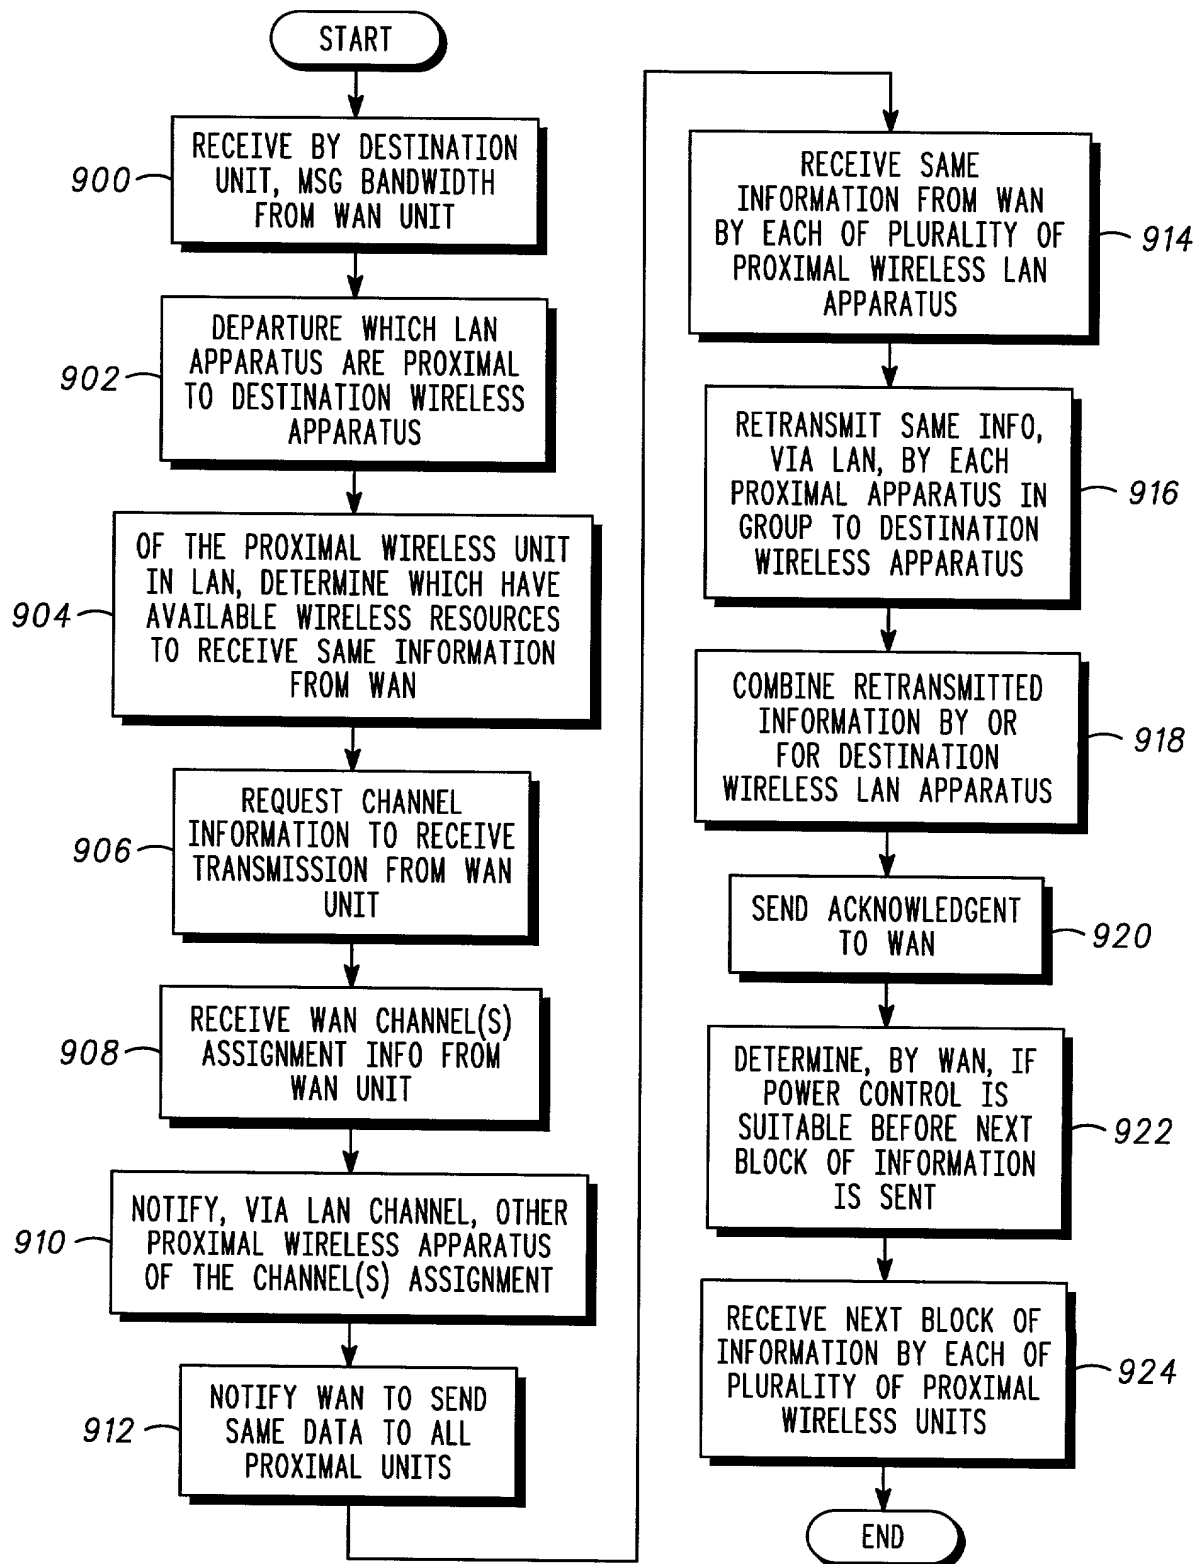 START
900
RECEIVE BY DESTINATION
UNIT, MSG BANDWIDTH
FROM WAN UNIT
902
DEPARTURE WHICH LAN
APPARATUS ARE PROXIMAL
TO DESTINATION WIRELESS
APPARATUS
904
OF THE PROXIMAL WIRELESS UNIT
IN LAN, DETERMINE WHICH HAVE
AVAILABLE WIRELESS RESOURCES
TO RECEIVE SAME INFORMATION
FROM WAN
906
REQUEST CHANNEL
INFORMATION TO RECEIVE
TRANSMISSION FROM WAN
UNIT
908
RECEIVE WAN CHANNEL(S)
ASSIGNMENT INFO FROM
WAN UNIT
910
NOTIFY, VIA LAN CHANNEL, OTHER
PROXIMAL WIRELESS APPARATUS
OF THE CHANNEL(S) ASSIGNMENT
912
NOTIFY WAN TO SEND
SAME DATA TO ALL
PROXIMAL UNITS
RECEIVE SAME
INFORMATION FROM WAN
BY EACH OF PLURALITY OF
PROXIMAL WIRELESS LAN
APPARATUS
914
RETRANSMIT SAME INFO,
VIA LAN, BY EACH
PROXIMAL APPARATUS IN
GROUP TO DESTINATION
WIRELESS APPARATUS
916
COMBINE RETRANSMITTED
INFORMATION BY OR
FOR DESTINATION
WIRELESS LAN APPARATUS
918
SEND ACKNOWLEDGENT
TO WAN
920
DETERMINE, BY WAN, IF
POWER CONTROL IS
SUITABLE BEFORE NEXT
BLOCK OF INFORMATION
IS SENT
922
RECEIVE NEXT BLOCK OF
INFORMATION BY EACH OF
PLURALITY OF PROXIMAL
WIRELESS UNITS
924
END